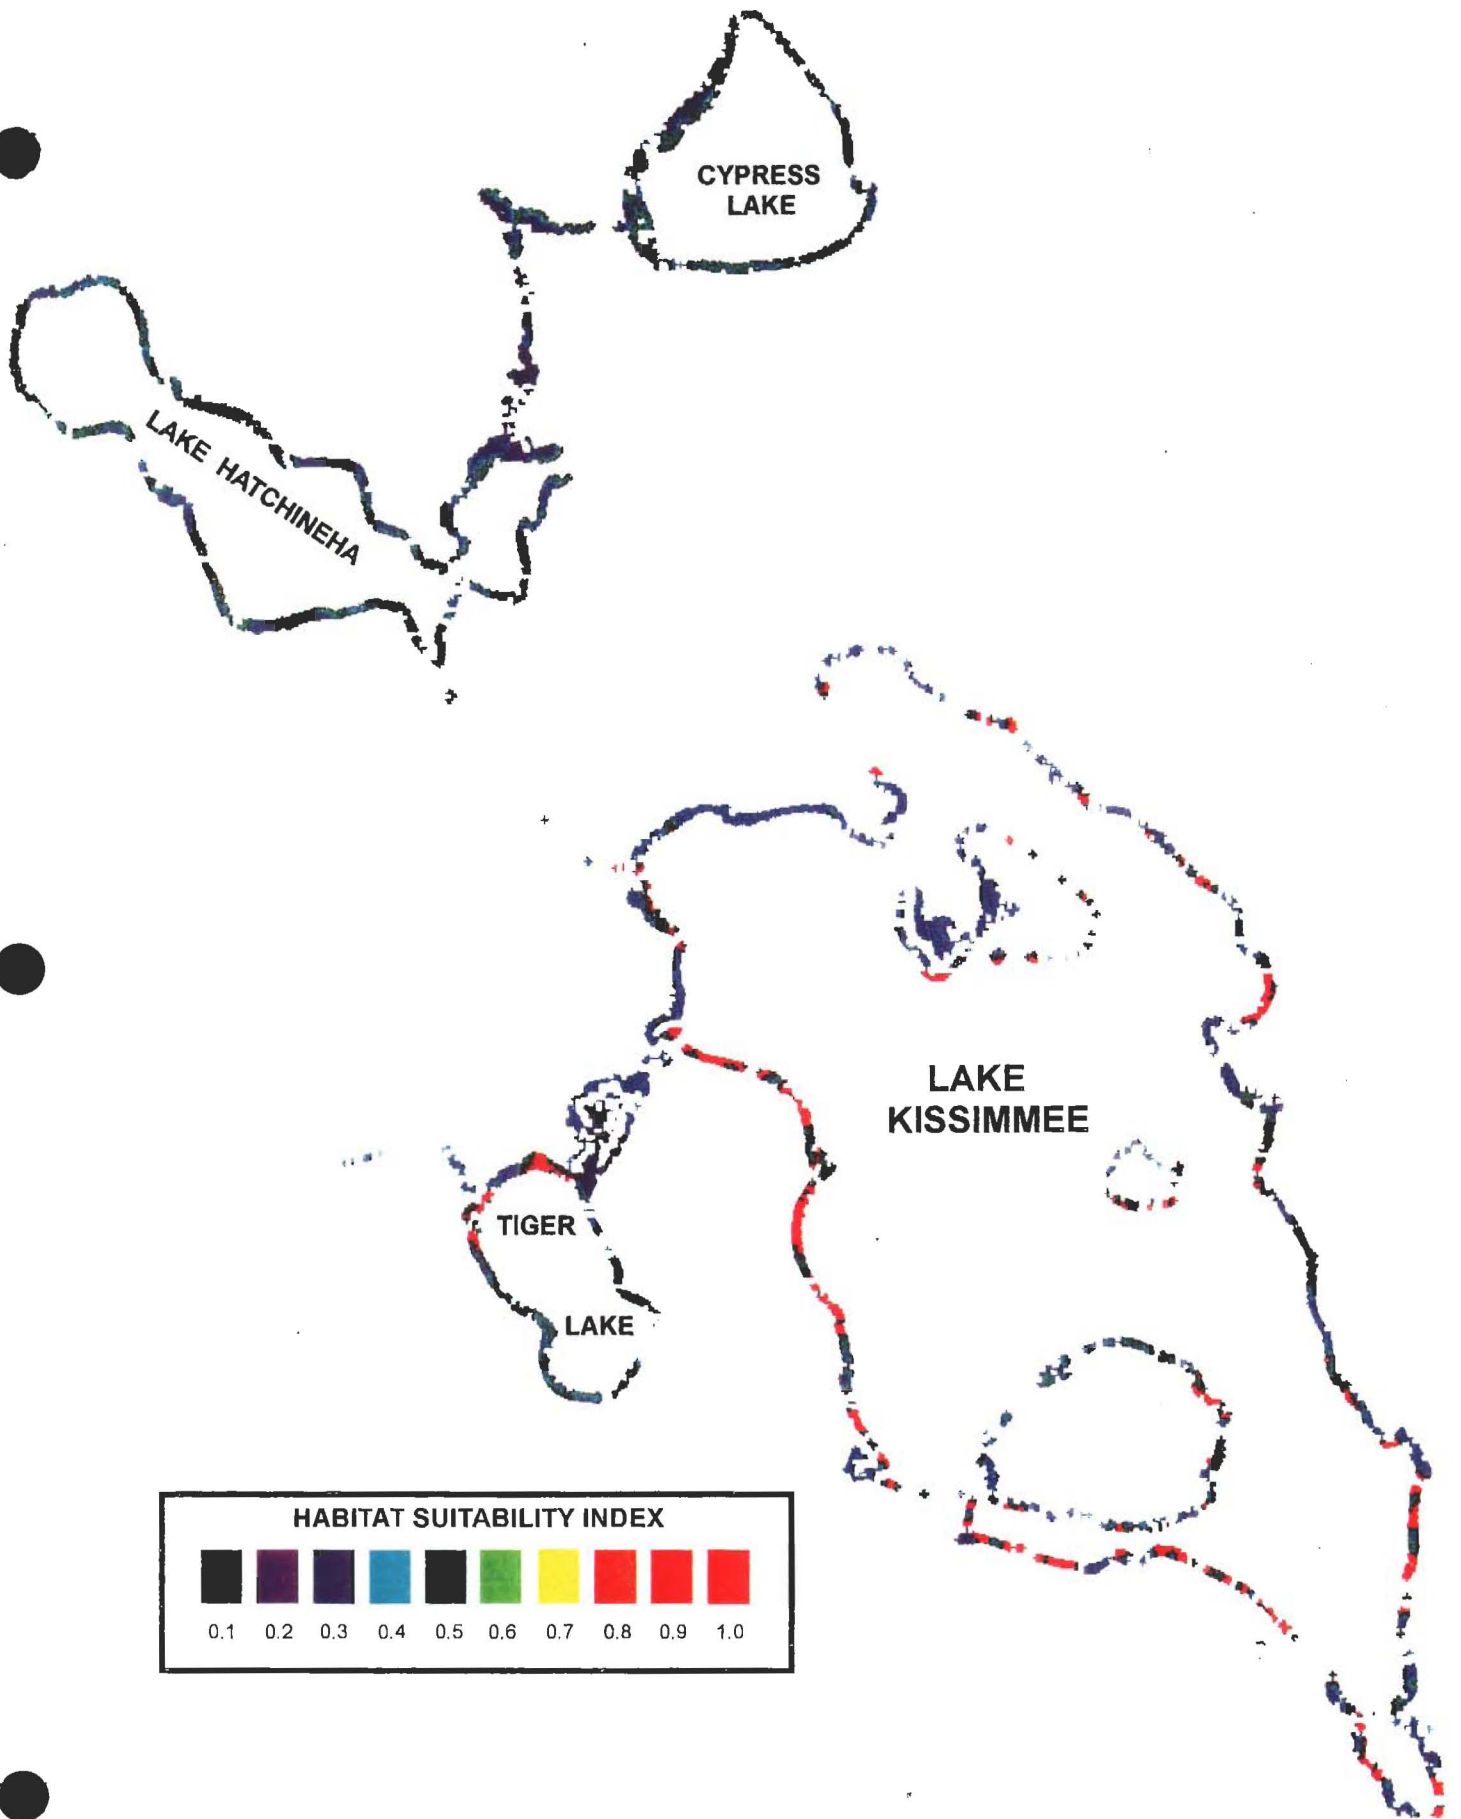 CYPRESS
LAKE
LAKE HATCHINEHA
LAKE
KISSIMMEE
TIGER
LAKE
HABITAT SUITABILITY INDEX
0.1 0.2 0.3 0.4 0.5 0.6 0.7 0.8 0.9 1.0